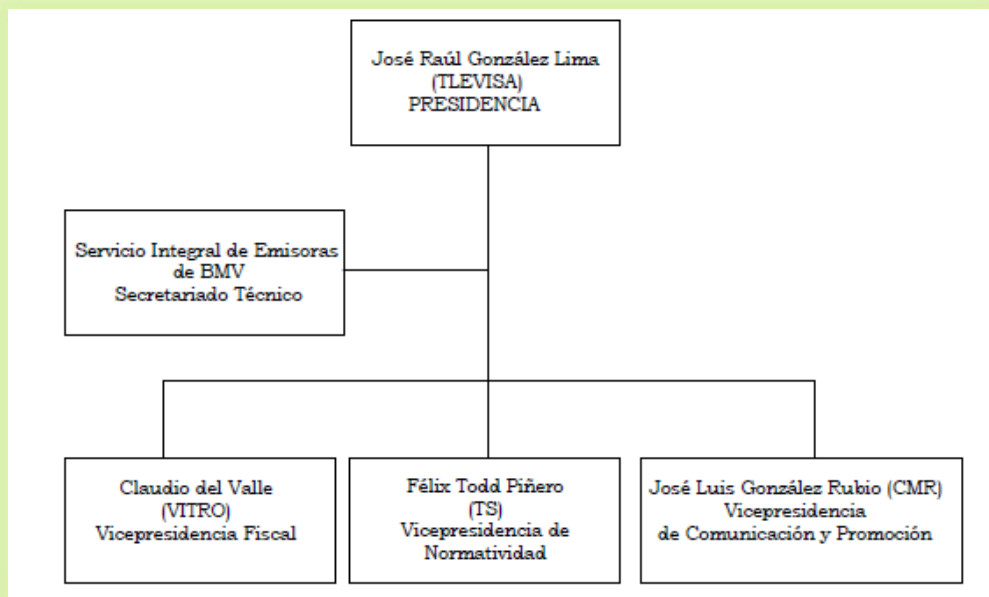 José Raúl González Lima
(TLEVISA)
PRESIDENCIA
Servicio Integral de Emisoras
de BMV
Secretariado Técnico
Claudio del Valle
(VITRO)
Vicepresidencia Fiscal
Félix Todd Piñero
(TS)
Vicepresidencia de
Normatividad
José Luis González Rubio (CMR)
Vicepresidencia
de Comunicación y Promoción